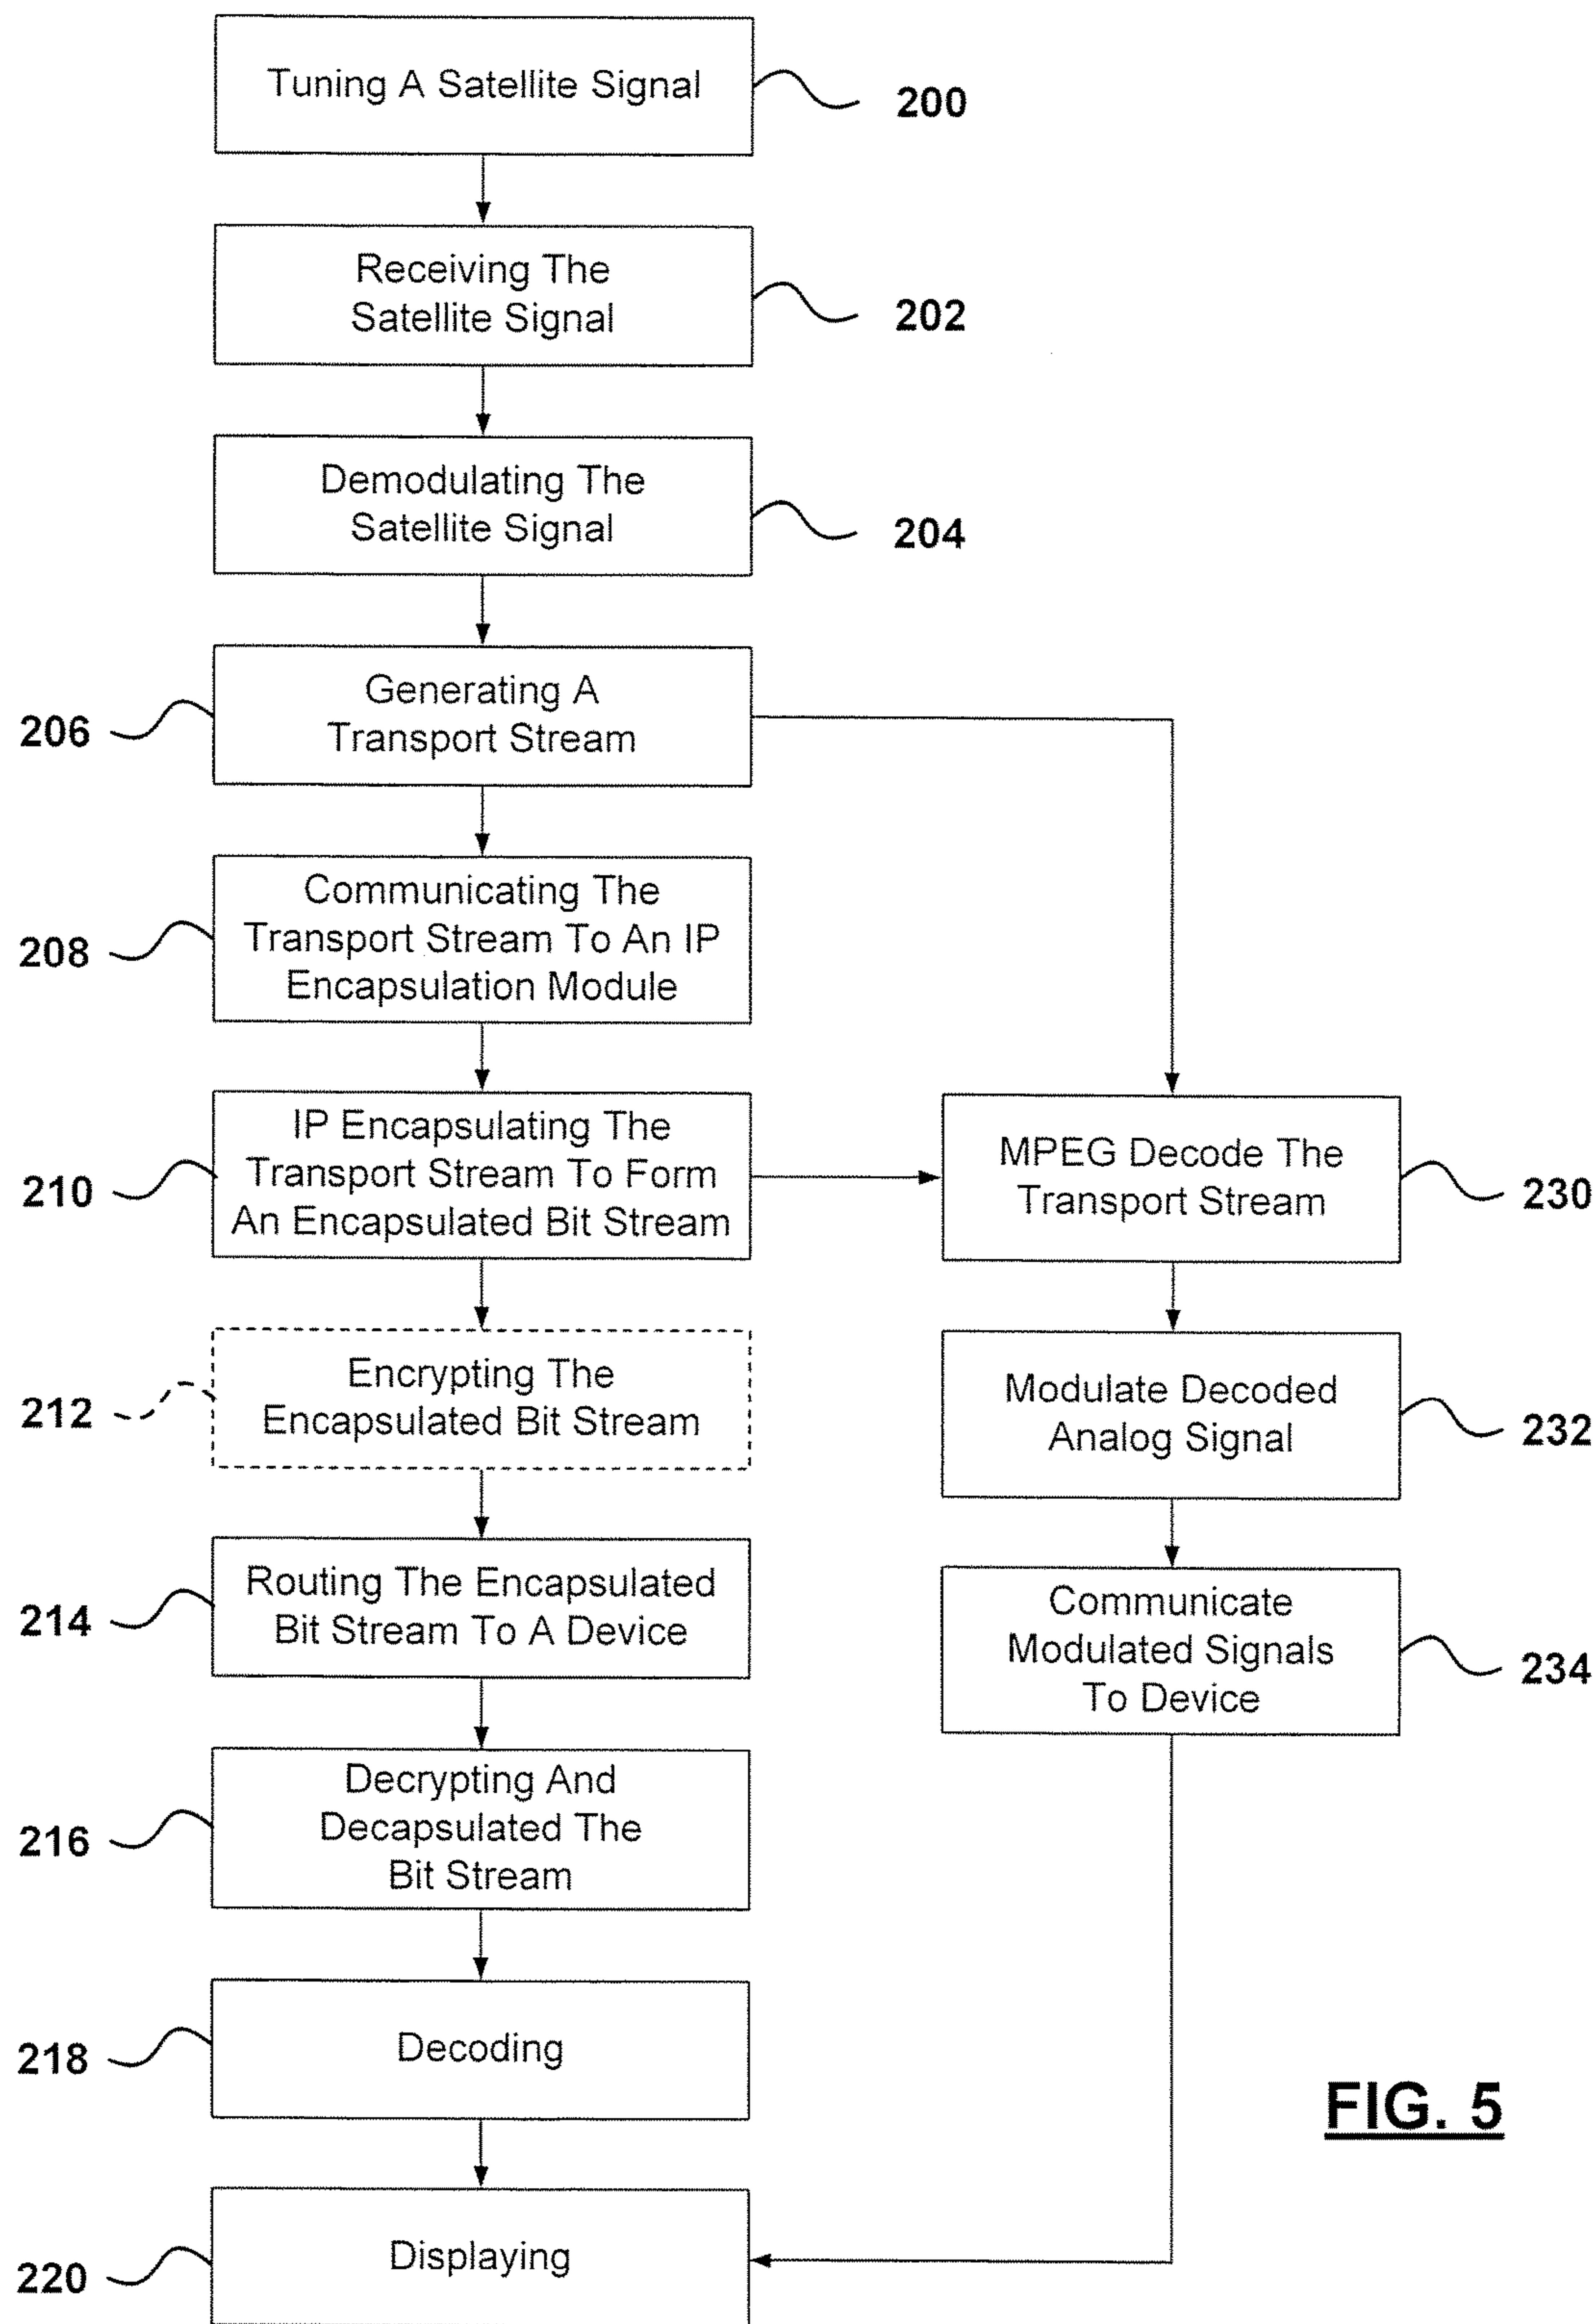 Tuning A Satellite Signal
200
Receiving The
Satellite Signal
202
Demodulating The
Satellite Signal
204
Generating A
Transport Stream
206
Communicating The
Transport Stream To An IP
Encapsulation Module
208
IP Encapsulating The
Transport Stream To Form
An Encapsulated Bit Stream
210
MPEG Decode The
Transport Stream
230
Encrypting The
Encapsulated Bit Stream
212
Modulate Decoded
Analog Signal
232
Routing The Encapsulated
Bit Stream To A Device
214
Communicate
Modulated Signals
To Device
234
Decrypting And
Decapsulated The
Bit Stream
216
Decoding
218
Displaying
220
FIG. 5